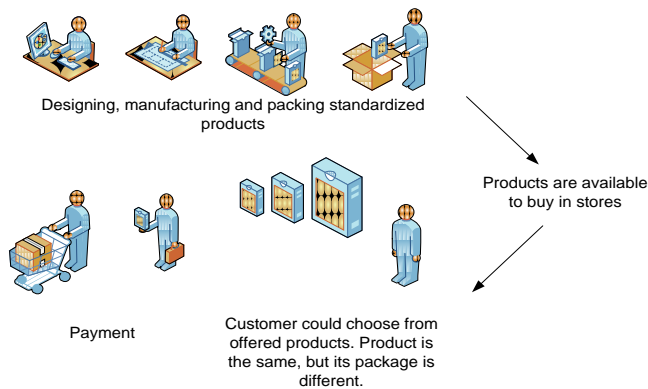 Designing, manufacturing and packing standardized
products
Products are available
to buy in stores
Payment
Customer could choose from
offered products. Product is
the same, but its package is
different.